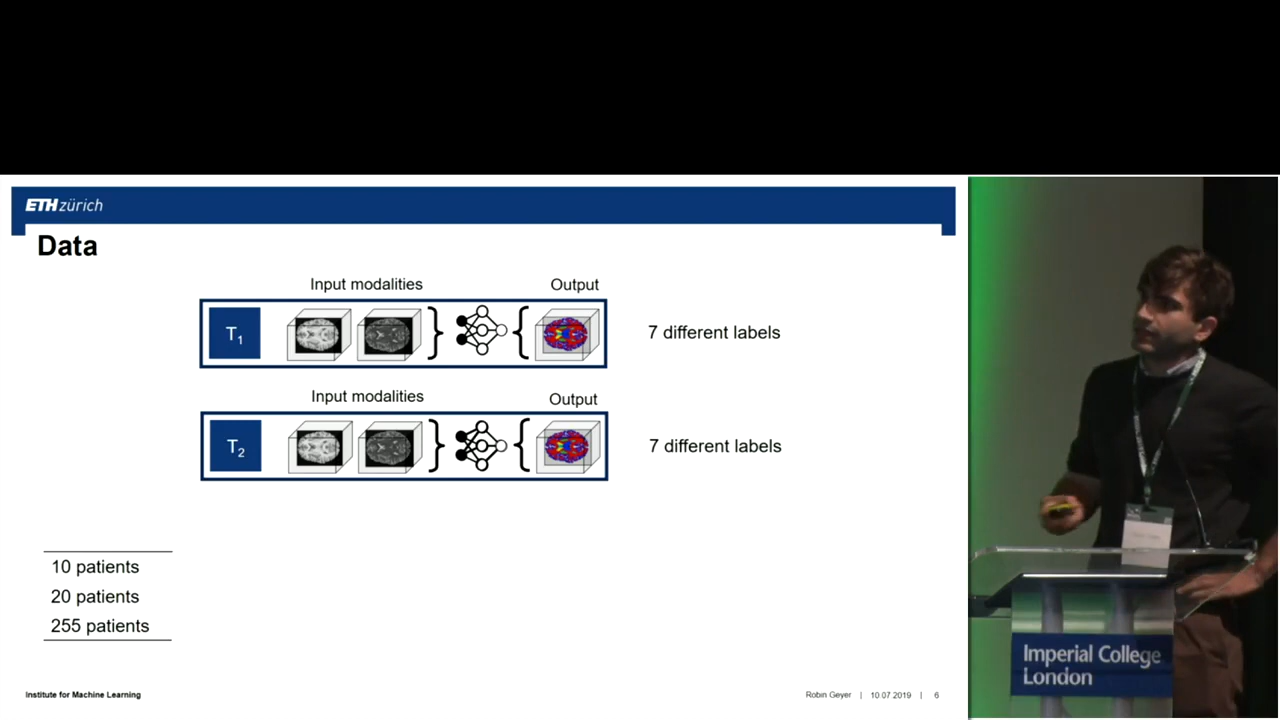 ETH zürich
Data
Input modalities Output
T1 7 different labels
Input modalities Output
T2 7 different labels
10 patients
20 patients
255 patients
Institute for Machine Learning Robin Geyer | 10.07.2019 | 6
Imperial College
London